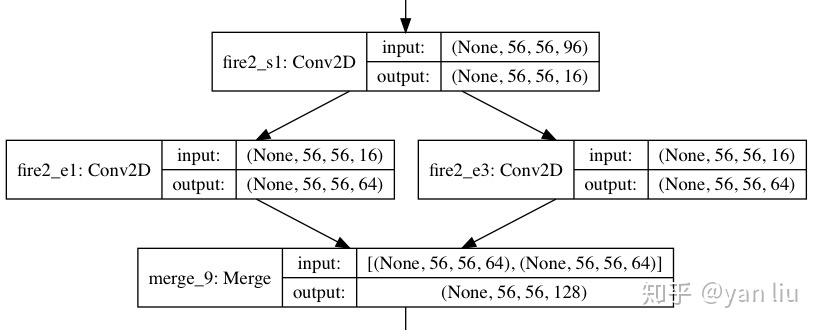 fire2_s1: Conv2D
input: (None, 56, 56, 96)
output: (None, 56, 56, 16)
fire2_e1: Conv2D
input: (None, 56, 56, 16)
output: (None, 56, 56, 64)
fire2_e3: Conv2D
input: (None, 56, 56, 16)
output: (None, 56, 56, 64)
merge_9: Merge
input: [(None, 56, 56, 64), (None, 56, 56, 64)]
output: (None, 56, 56, 128)
知乎 @yan liu